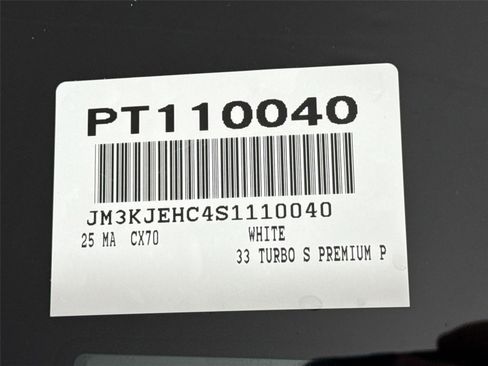 PT110040
JM3KJEHC4S1110040
25 MA CX70 WHITE
33 TURBO S PREMIUM P